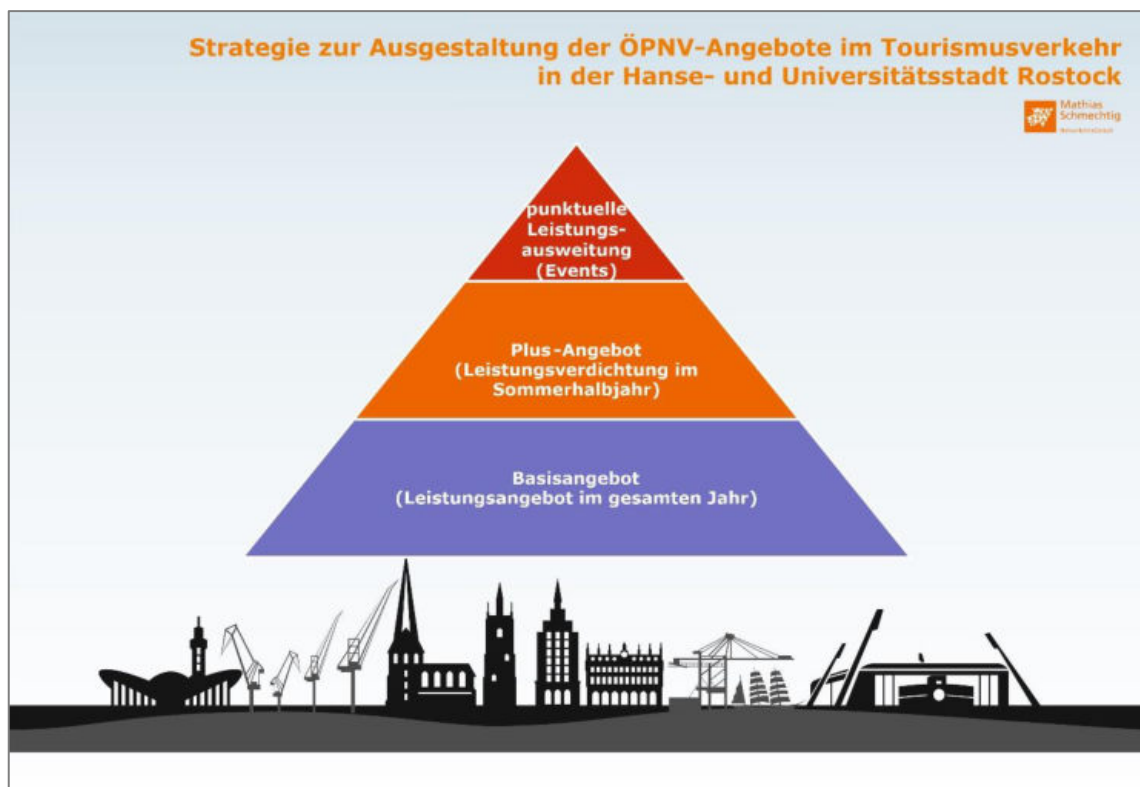 Strategie zur Ausgestaltung der ÖPNV-Angebote im Tourismusverkehr
in der Hanse- und Universitätsstadt Rostock
Mathias
Schmechtig
punktuelle
Leistungs-
ausweitung
(Events)
Plus-Angebot
(Leistungsverdichtung im
Sommerhalbjahr)
Basisangebot
(Leistungsangebot im gesamten Jahr)